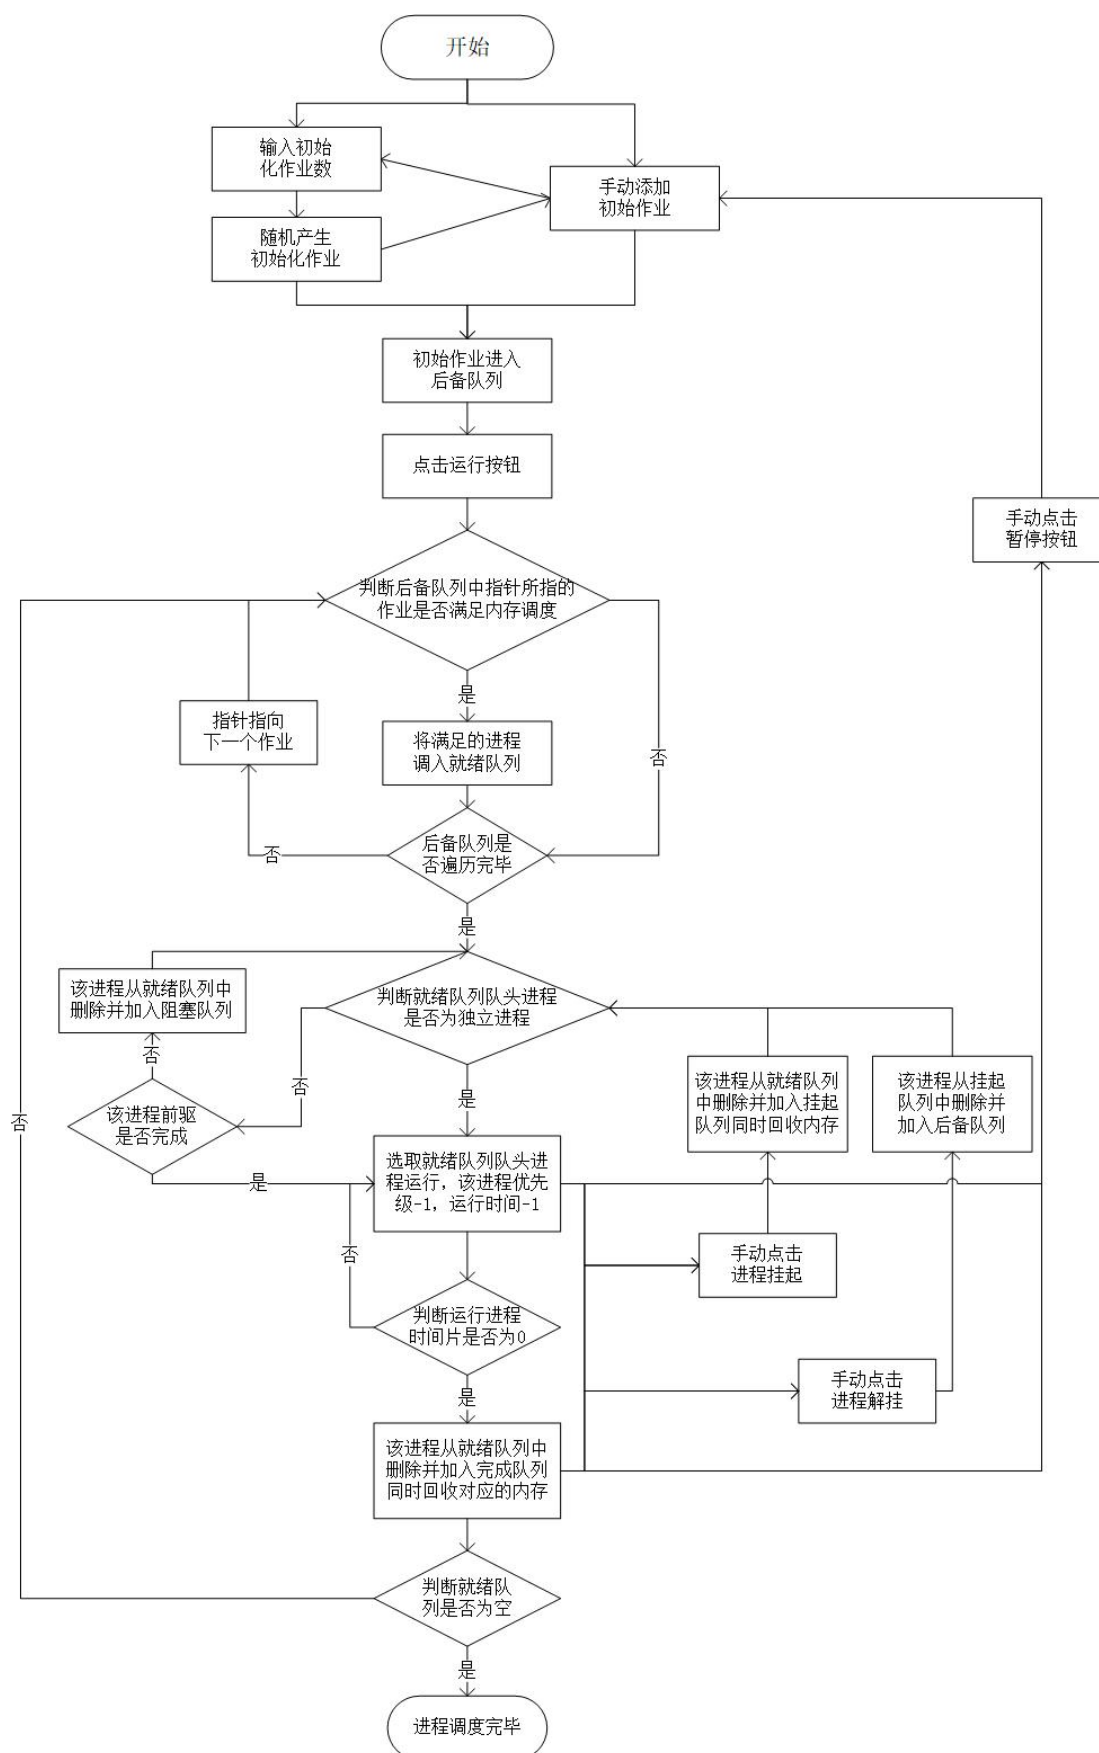 开始
输入初始
化作业数
手动添加
初始作业
随机产生
初始化作业
初始作业进入
后备队列
点击运行按钮
手动点击
暂停按钮
判断后备队列中指针所指的
作业是否满足内存调度
是
指针指向
下一个作业
将满足的进程
调入就绪队列
否
后备队列是
否遍历完毕
否
是
该进程从就绪队列中
删除并加入阻塞队列
判断就绪队列队头进程
是否为独立进程
否
否
是
该进程从就绪队列
中删除并加入挂起
队列同时回收内存
该进程从挂起
队列中删除并
加入后备队列
该进程前驱
是否完成
否
是
选取就绪队列队头进
程运行，该进程优先
级-1，运行时间-1
否
手动点击
进程挂起
判断运行进程
时间片是否为0
手动点击
进程解挂
是
该进程从就绪队列中
删除并加入完成队列
同时回收对应的内存
判断就绪队
列是否为空
是
进程调度完毕